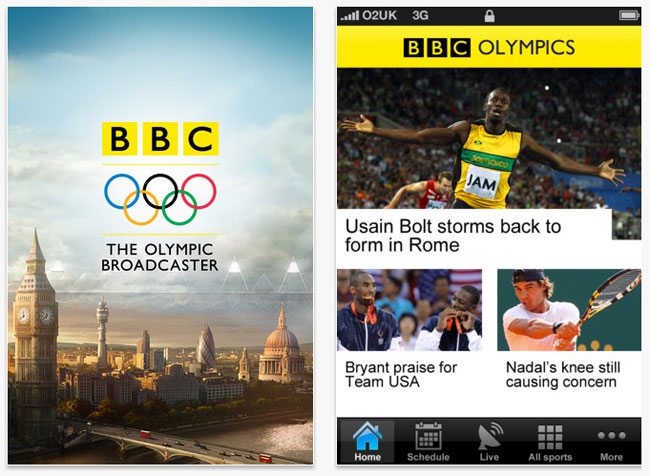 BBC
THE OLYMPIC
BROADCASTER
O2UK 3G
BBC OLYMPICS
JAM
Usain Bolt storms back to
form in Rome
Bryant praise for
Team USA
Nadal's knee still
causing concern
Home Schedule Live All sports More